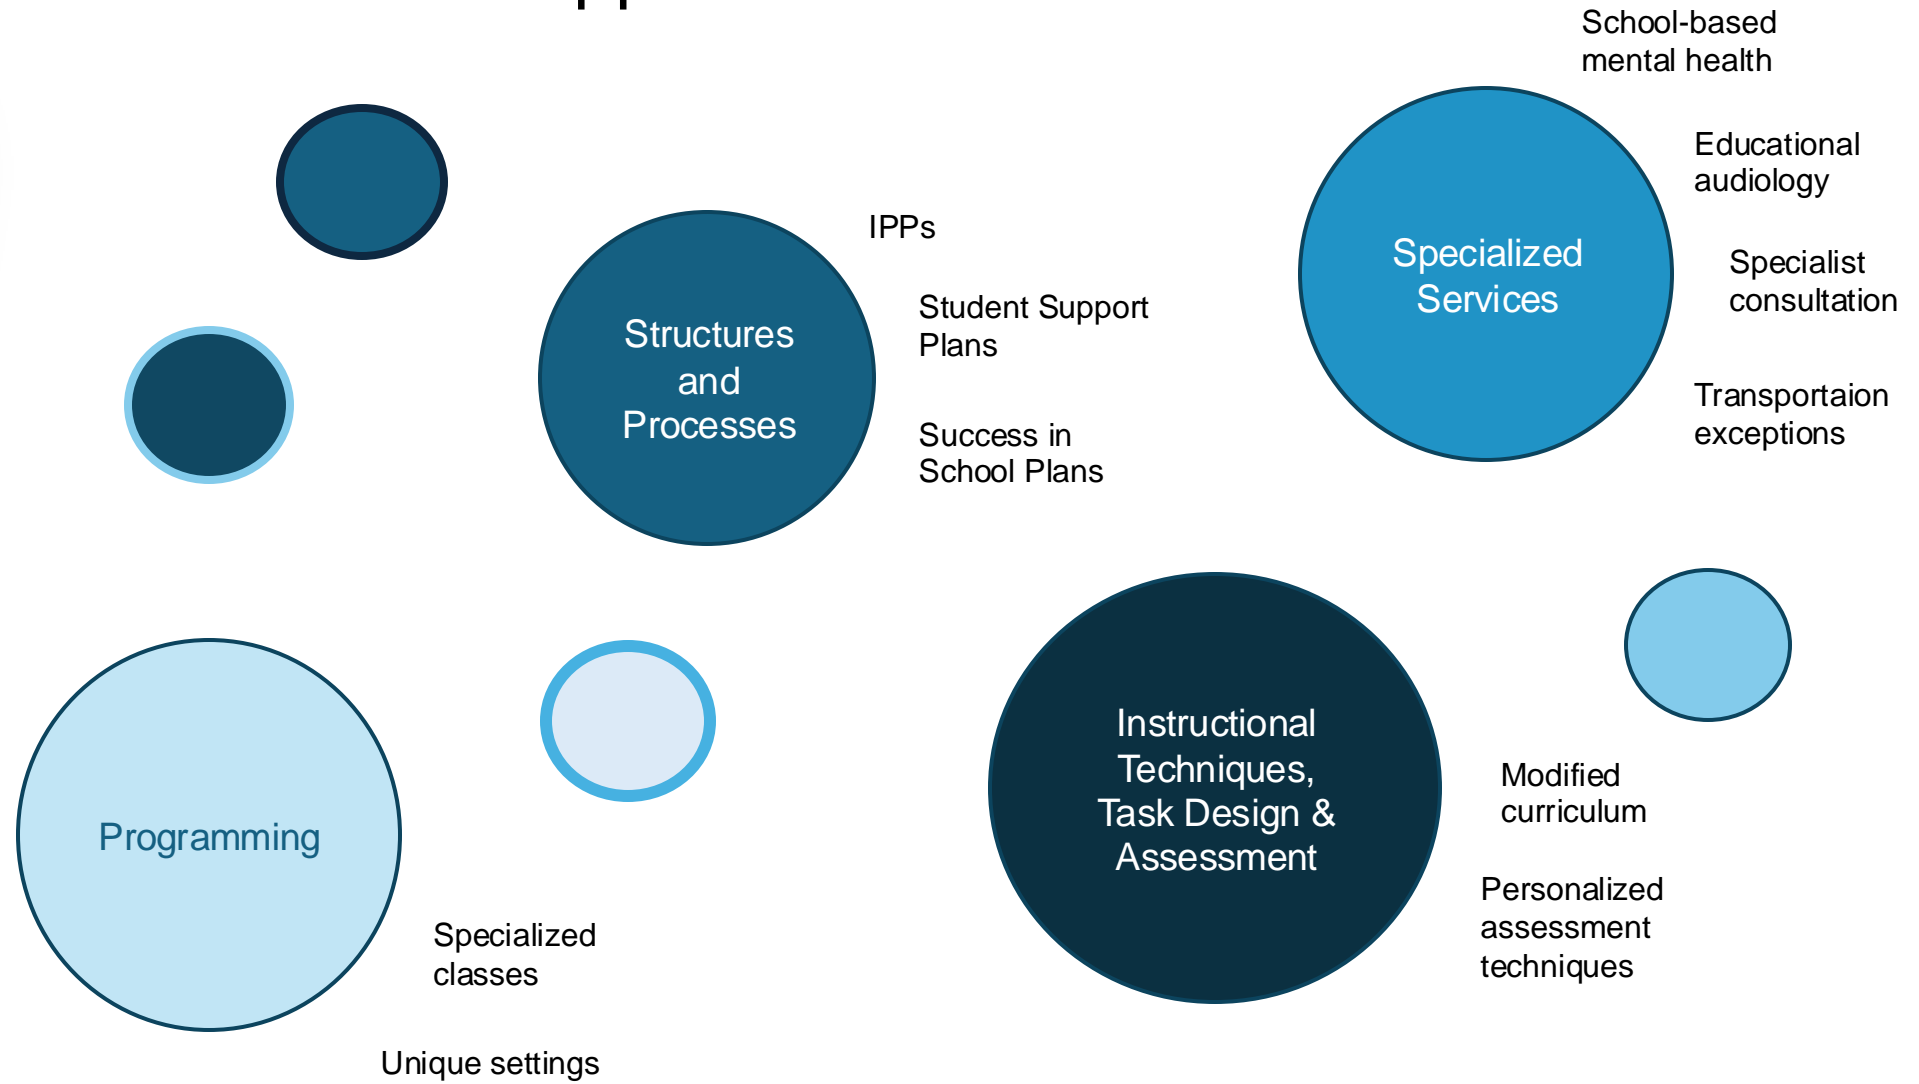 School-based
mental health
Educational
audiology
Specialized
Services
Specialist
consultation
Transportaion
exceptions
IPPs
Structures
and
Processes
Student Support
Plans
Success in
School Plans
Programming
Specialized
classes
Unique settings
Instructional
Techniques,
Task Design &
Assessment
Modified
curriculum
Personalized
assessment
techniques